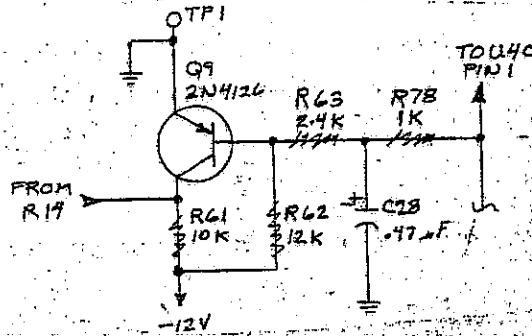 TP1
Q9
2N4126
TO U40
PIN 1
R63
2.4K
R78
1K
FROM
R14
R61
10K
R62
12K
+
C28
.47µF
-12V